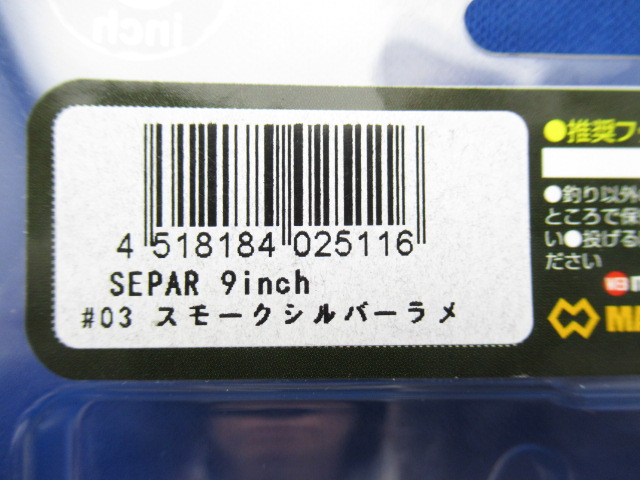 inch
4 518184 025116
SEPAR 9inch
#03 スモークシルバーラメ
●推奨フ
●釣り以外
ところで保
い●投げる
ださい
MA